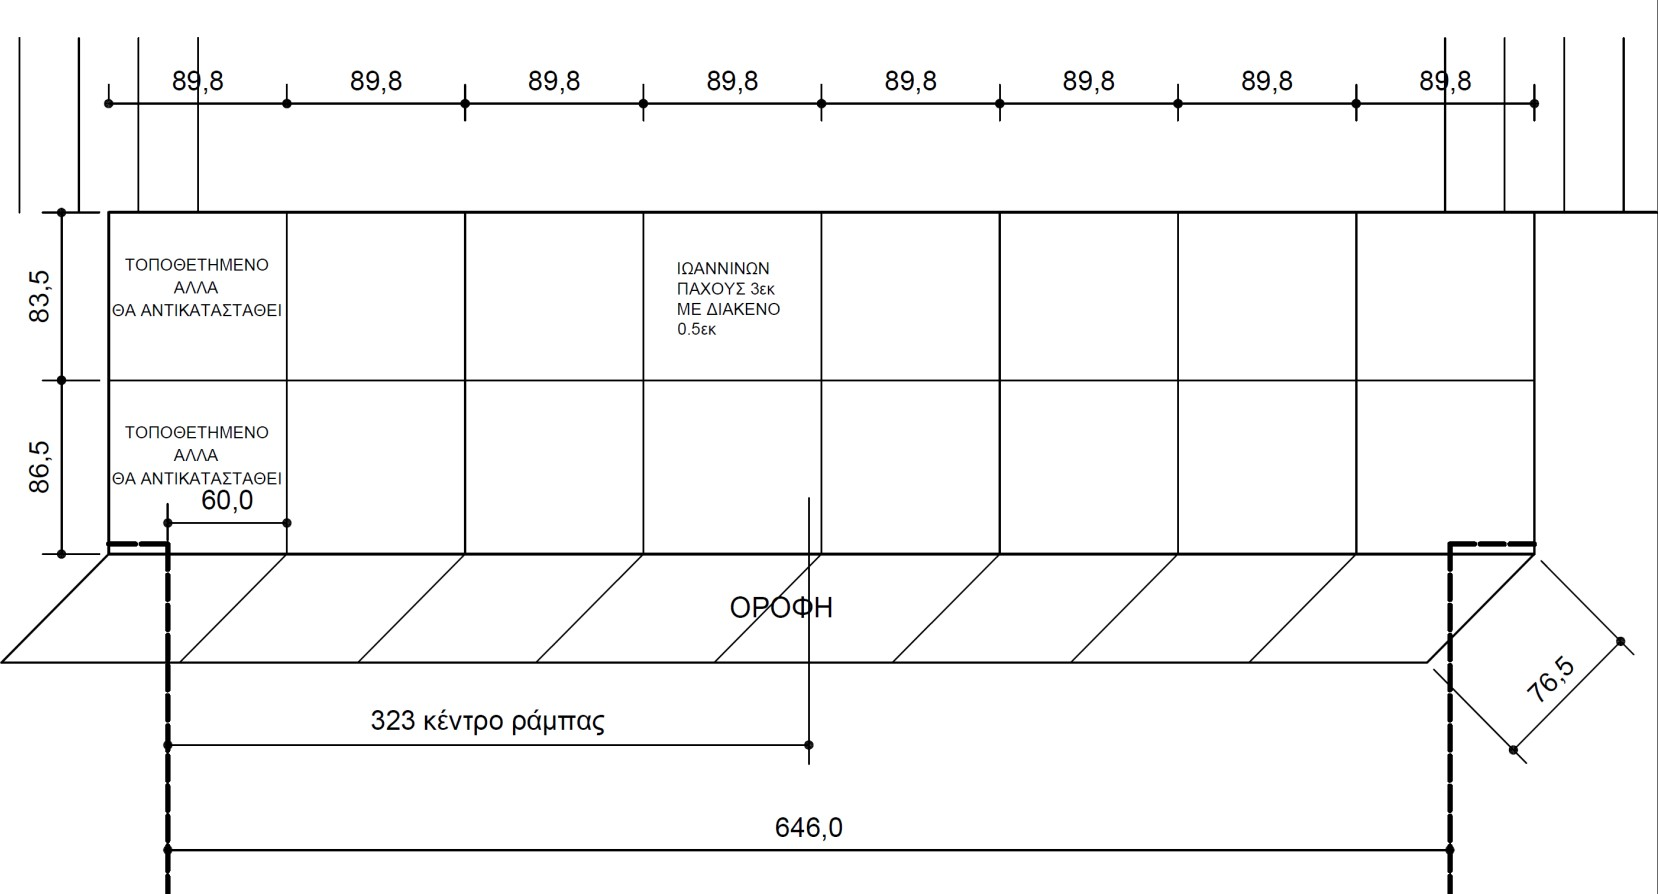 89,8 89,8 89,8 89,8 89,8 89,8 89,8 89,8
83,5
ΤΟΠΟΘΕΤΗΜΕΝΟ
ΑΛΛΑ
ΘΑ ΑΝΤΙΚΑΤΑΣΤΑΘΕΙ
ΙΩΑΝΝΙΝΩΝ
ΠΑΧΟΥΣ 3εκ
ΜΕ ΔΙΑΚΕΝΟ
0.5εκ
86,5
ΤΟΠΟΘΕΤΗΜΕΝΟ
ΑΛΛΑ
ΘΑ ΑΝΤΙΚΑΤΑΣΤΑΘΕΙ
60,0
ΟΡΟΦΗ
76,5
323 κέντρο ράμπας
646,0